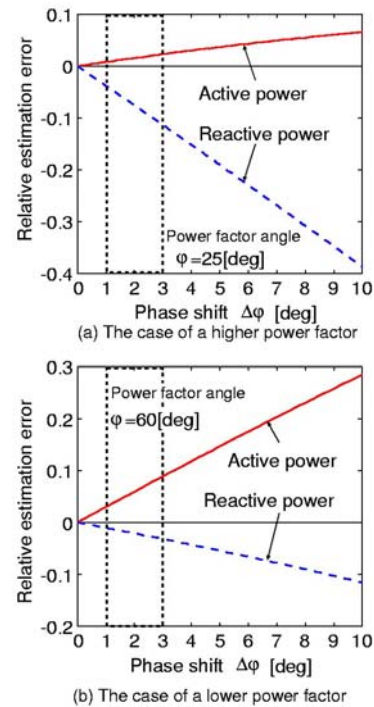 0.1
0
-0.1
-0.2
-0.3
-0.4
Relative estimation error
Active power
Reactive power
Power factor angle
φ=25[deg]
0 1 2 3 4 5 6 7 8 9 10
Phase shift Δφ [deg]
(a) The case of a higher power factor
0.3
0.2
0.1
0
-0.1
-0.2
Relative estimation error
Power factor angle
φ=60[deg]
Active power
Reactive power
0 1 2 3 4 5 6 7 8 9 10
Phase shift Δφ [deg]
(b) The case of a lower power factor